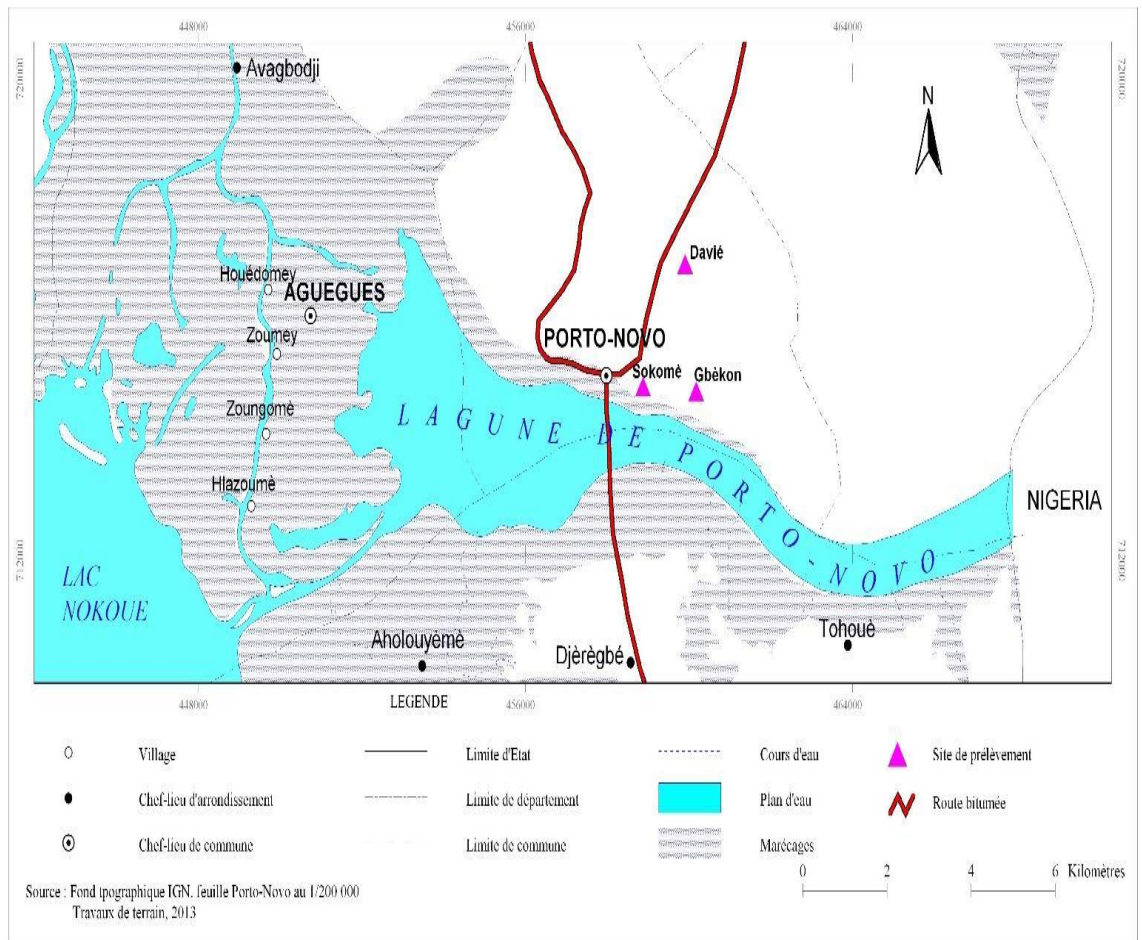 448000 456000 464000
720000 720000
Avagbodji
N
Davié
Houédomey
AGUEGUES
Zoumey
PORTO-NOVO
Sokomè Gbèkon
Zoungomè
LAGUNE DE PORTO-NOVO
Hlazoumè
NIGERIA
712000 712000
LAC
NOKOUE
Aholouyèmè
Djèrègbé
Tohouè
448000 456000 464000
LEGENDE
Village Limite d'Etat Cours d'eau Site de prélèvement
Chef-lieu d'arrondissement Limite de département Plan d'eau Route bitumée
Chef-lieu de commune Limite de commune Marécages
0 2 4 6 Kilomètres
Source : Fond tpographique IGN. feuille Porto-Novo au 1/200 000
Travaux de terrain, 2013